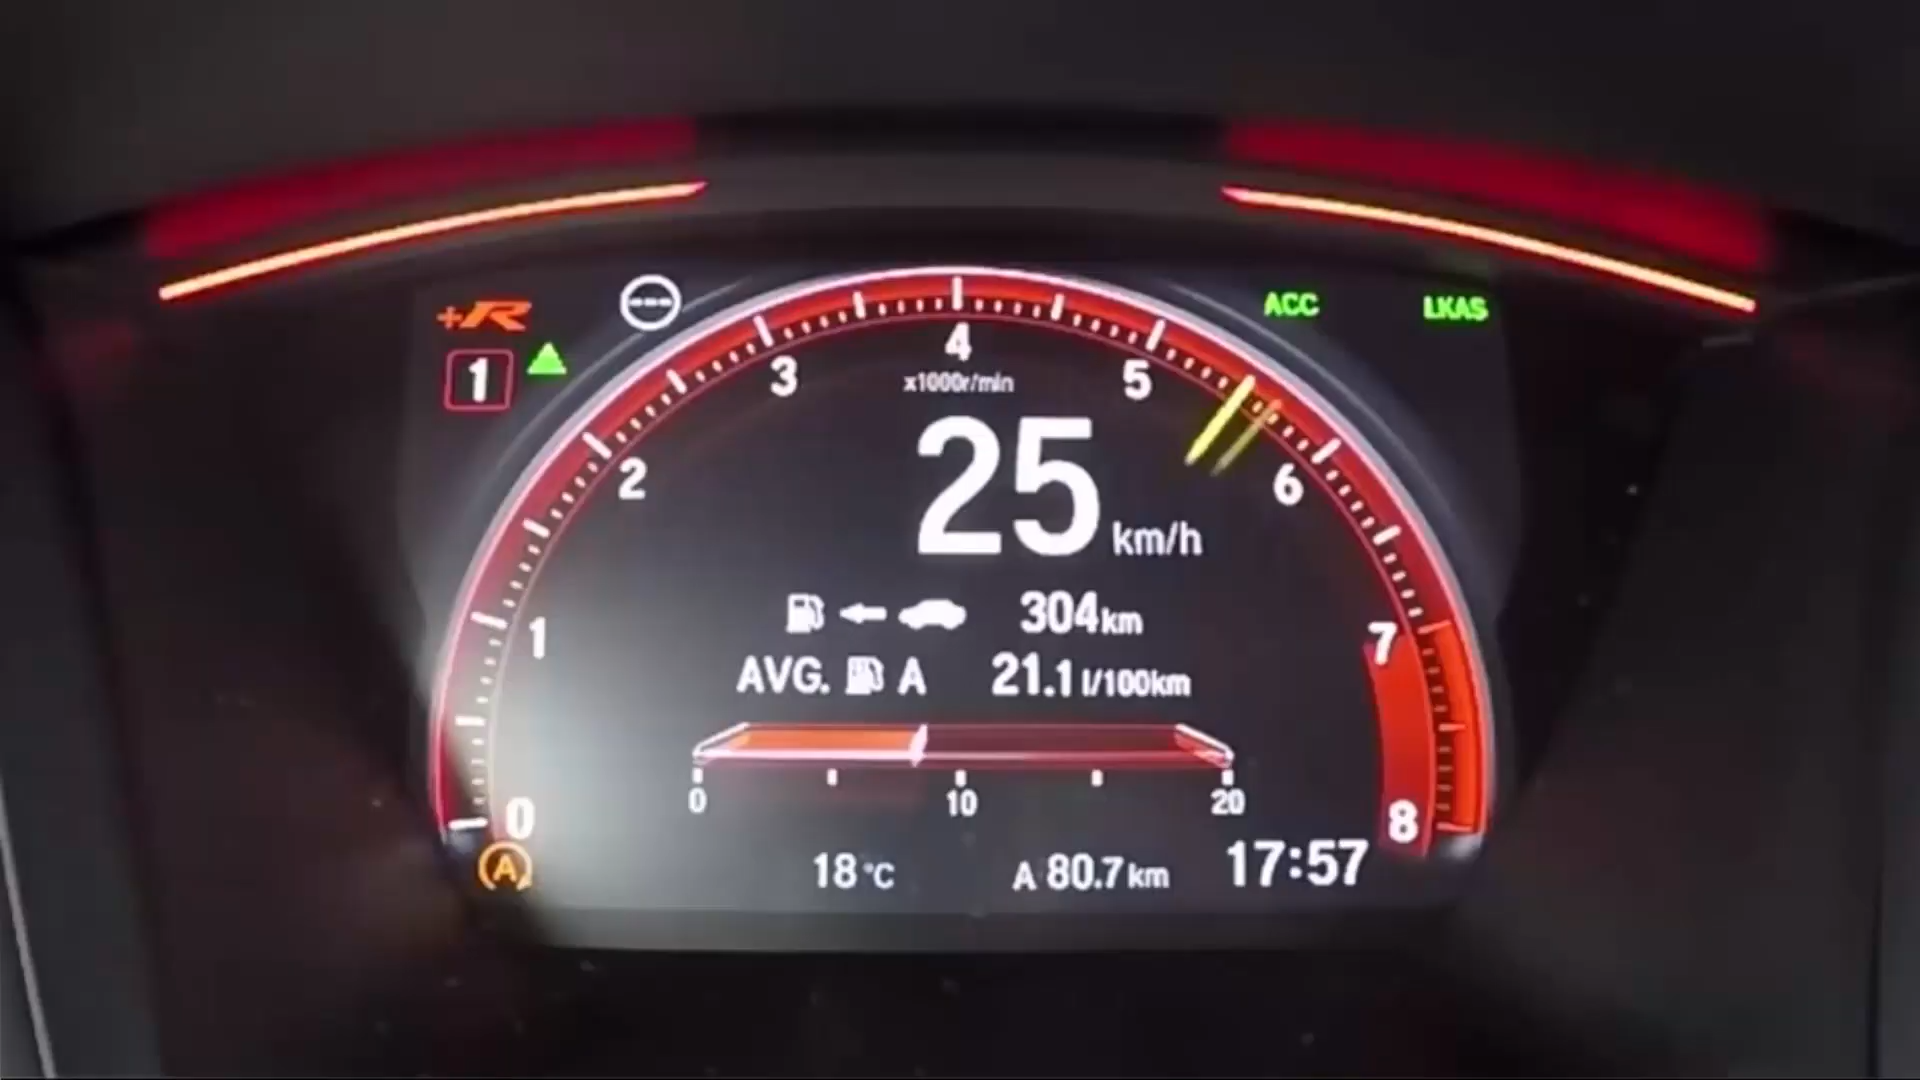 +R
ACC
LKAS
1
0
1
2
3
4
5
6
7
8
x1000r/min
25 km/h
304km
AVG. A 21.1 l/100km
0 10 20
A
18°C
A 80.7km
17:57